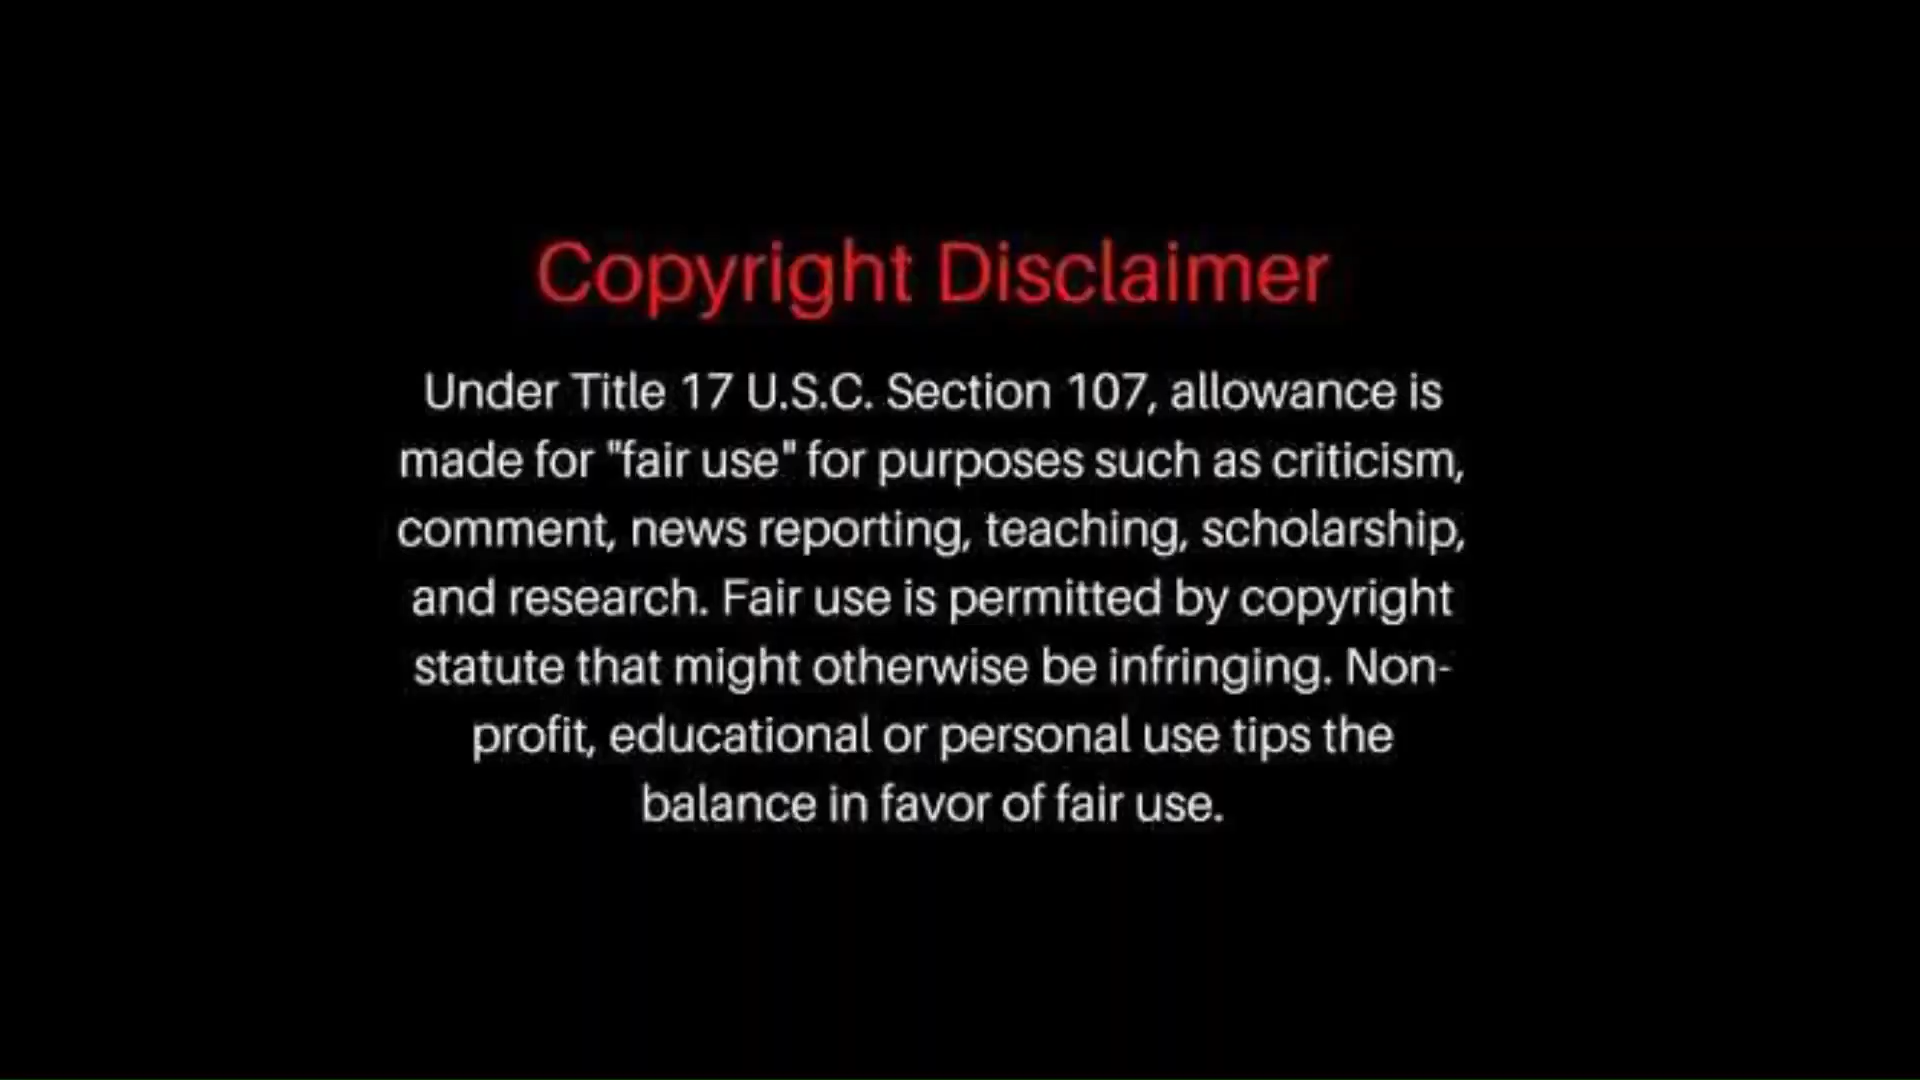 Copyright Disclaimer
Under Title 17 U.S.C. Section 107, allowance is
made for "fair use" for purposes such as criticism,
comment, news reporting, teaching, scholarship,
and research. Fair use is permitted by copyright
statute that might otherwise be infringing. Non-
profit, educational or personal use tips the
balance in favor of fair use.